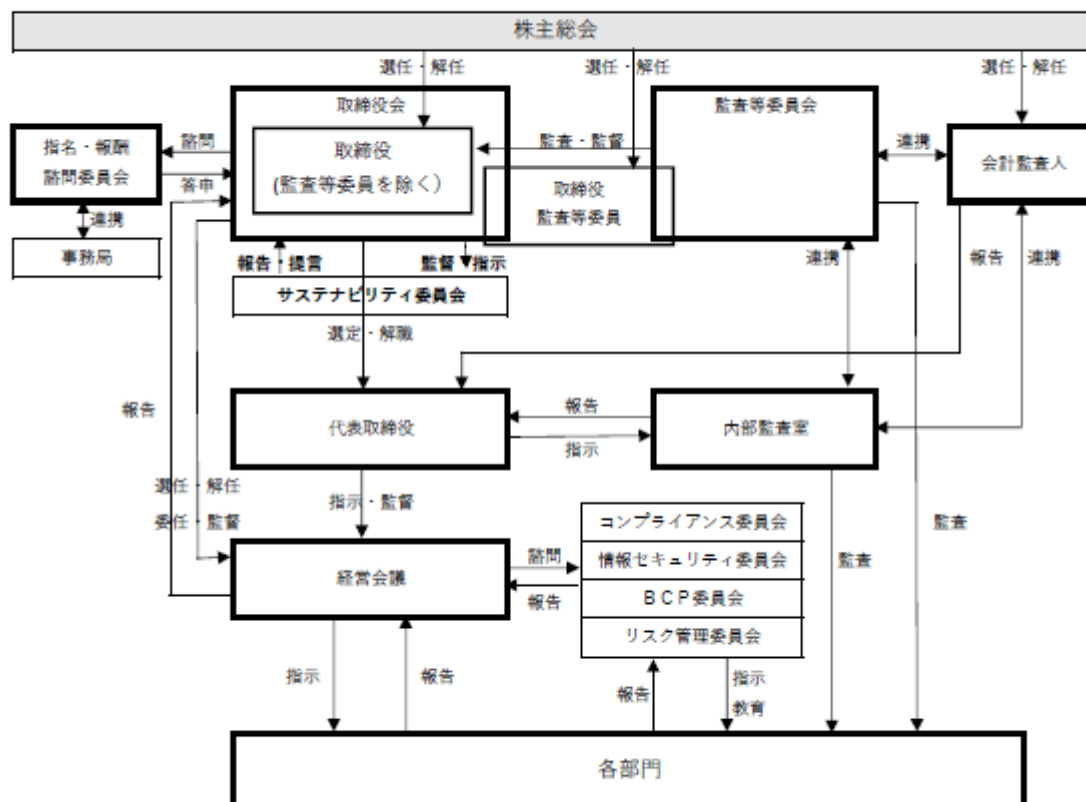 株主総会
選任・解任
選任・解任
選任・解任
取締役会
監査等委員会
指名・報酬
諮問委員会
諮問
答申
取締役
(監査等委員を除く)
監査・監督
取締役
監査等委員
連携
会計監査人
連携
事務局
報告・提言
監督・指示
連携
報告
連携
サステナビリティ委員会
選定・解職
報告
代表取締役
報告
指示
内部監査室
選任・解任
委任・監督
指示・監督
コンプライアンス委員会
情報セキュリティ委員会
BCP委員会
リスク管理委員会
監査
監査
経営会議
諮問
報告
指示
報告
報告
指示
教育
各部門